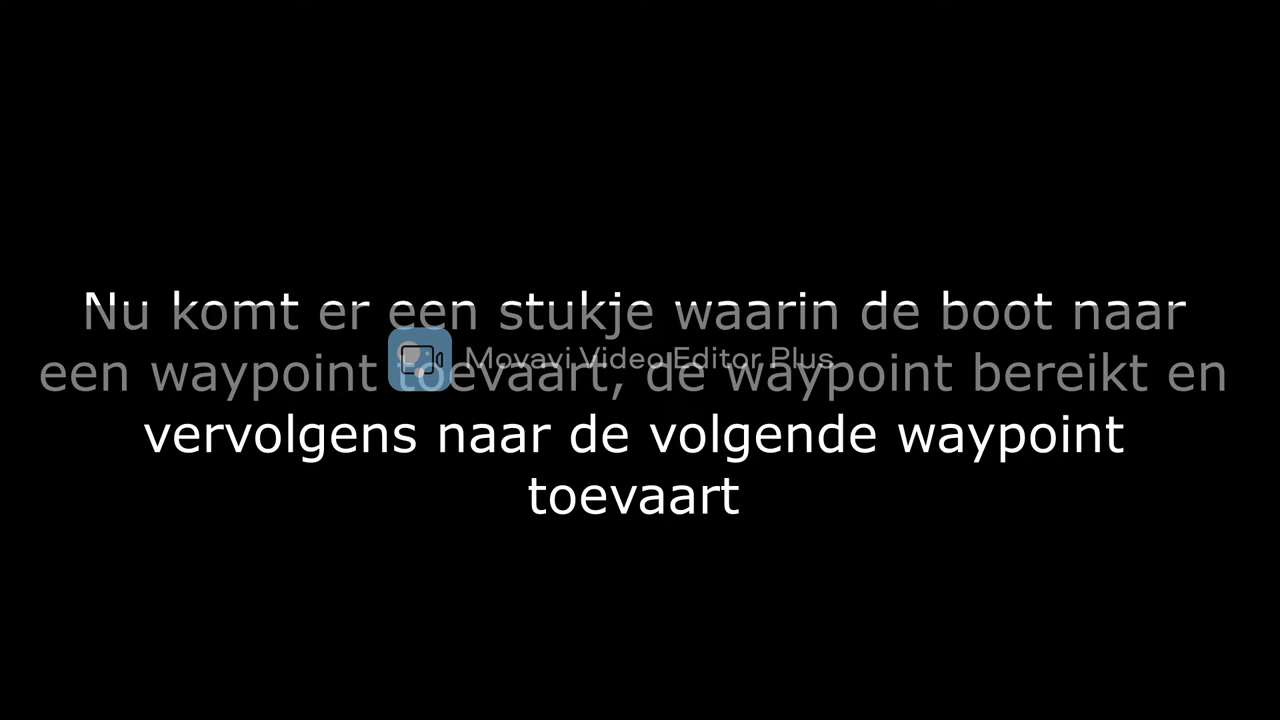 Nu komt er een stukje waarin de boot naar
Movavi Video Editor Plus
een waypoint toevaart, de waypoint bereikt en
vervolgens naar de volgende waypoint
toevaart